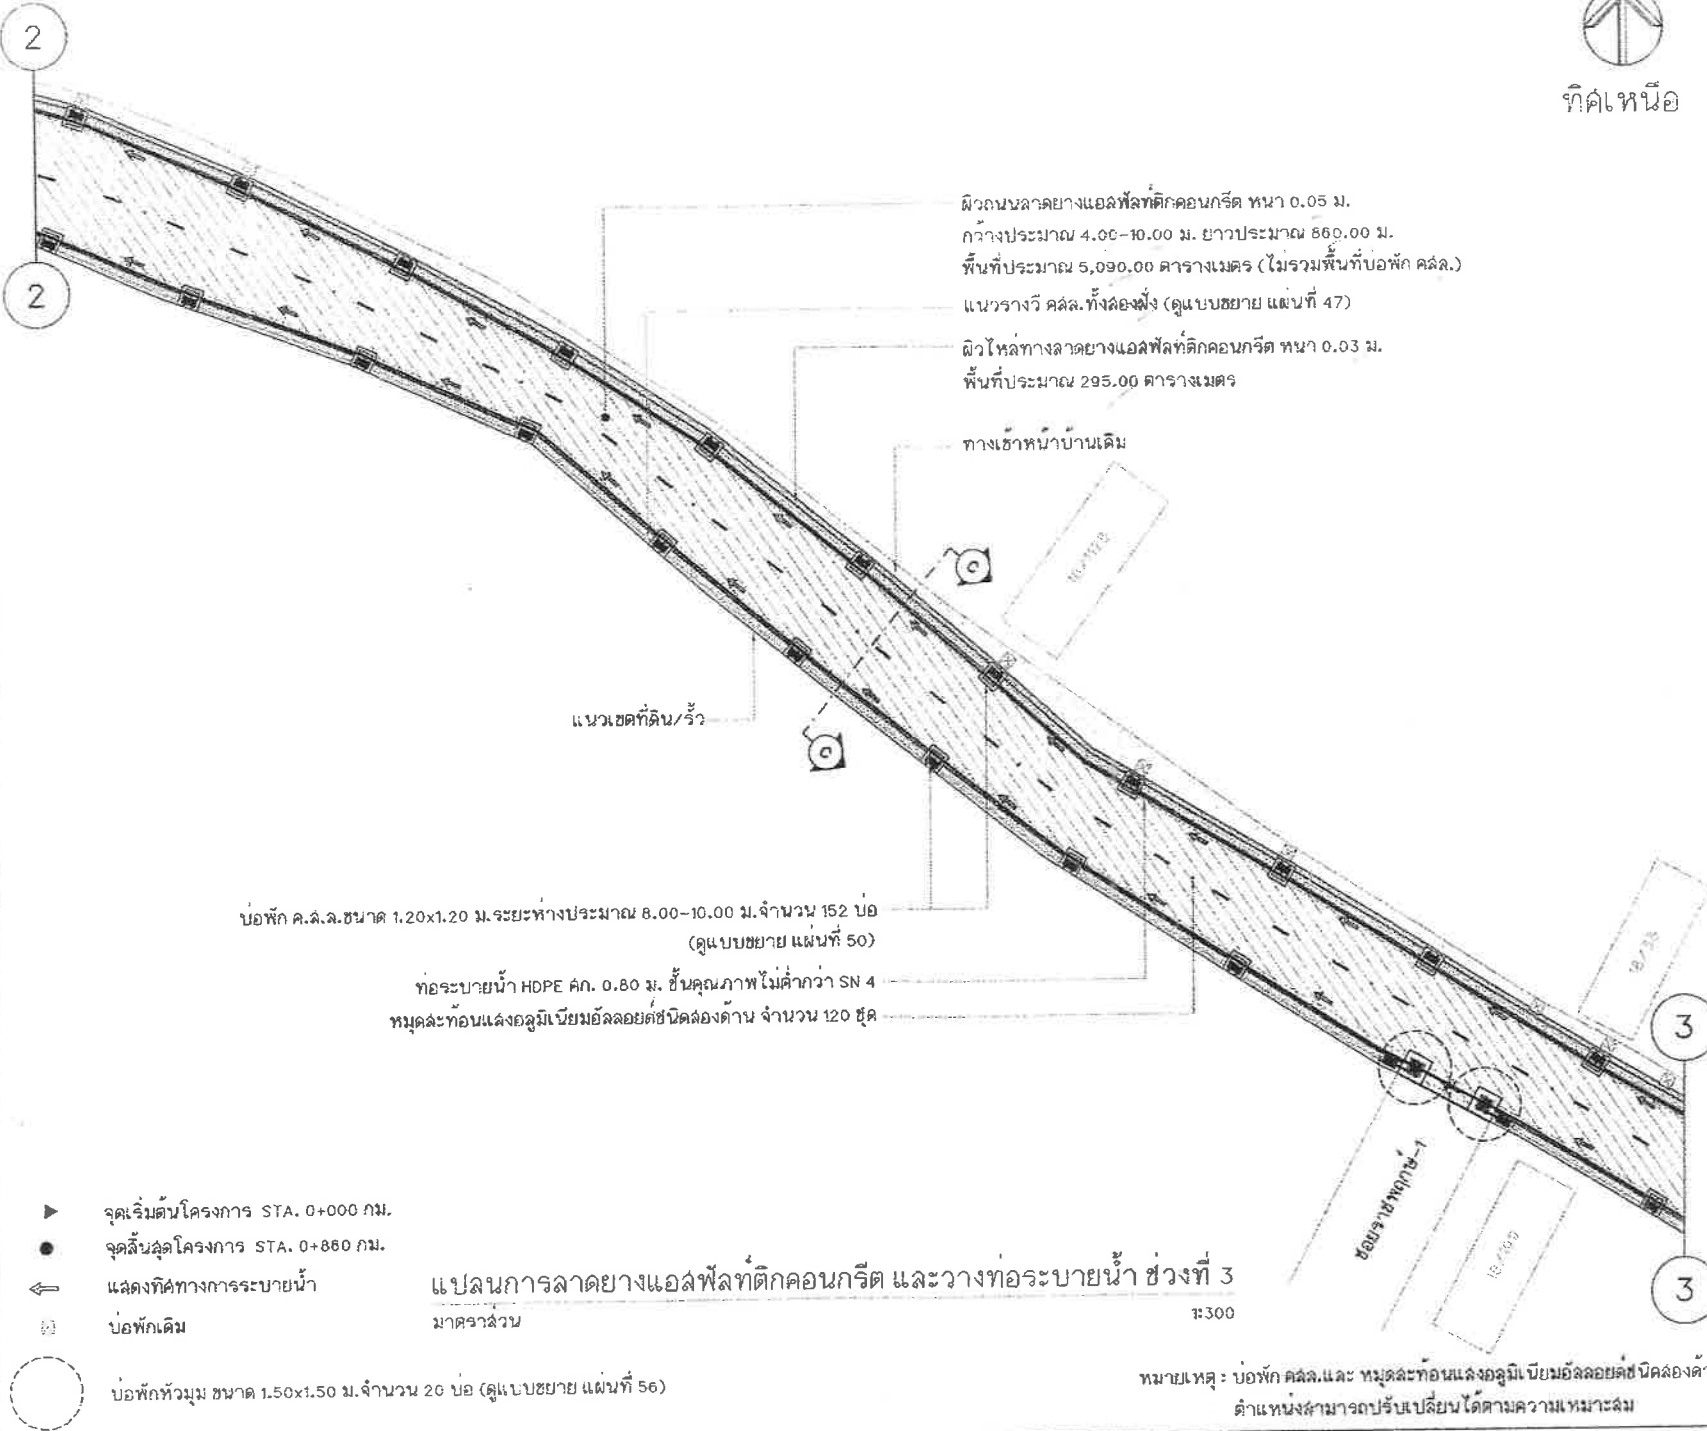 2
ทิศเหนือ
ผิวถนนลาดยางแอสฟัลท์ติกคอนกรีต หนา 0.05 ม.
กว้างประมาณ 4.00-10.00 ม. ยาวประมาณ 860.00 ม.
พื้นที่ประมาณ 5,090.00 ตารางเมตร (ไม่รวมพื้นที่บ่อพัก คสล.)
2
แนวรางวี คสล.ทั้งสองฝั่ง (ดูแบบขยาย แผ่นที่ 47)
ผิวไหล่ทางลาดยางแอสฟัลท์ติกคอนกรีต หนา 0.03 ม.
พื้นที่ประมาณ 295.00 ตารางเมตร
ทางเข้าหน้าบ้านเดิม
C
แนวเขตที่ดิน/รั้ว
C
บ่อพัก ค.ส.ล.ขนาด 1.20x1.20 ม.ระยะห่างประมาณ 8.00-10.00 ม.จำนวน 152 บ่อ
(ดูแบบขยาย แผ่นที่ 50)
ท่อระบายน้ำ HDPE ศก. 0.80 ม. ชั้นคุณภาพไม่ต่ำกว่า SN 4
หมุดสะท้อนแสงอลูมิเนียมอัลลอยด์ชนิดสองด้าน จำนวน 120 ชุด
3
ซอยราชพฤกษ์-1
จุดเริ่มต้นโครงการ STA. 0+000 กม.
จุดสิ้นสุดโครงการ STA. 0+860 กม.
แสดงทิศทางการระบายน้ำ
บ่อพักเดิม
แปลนการลาดยางแอสฟัลท์ติกคอนกรีต และวางท่อระบายน้ำ ช่วงที่ 3
มาตราส่วน 1:300
3
บ่อพักหัวมุม ขนาด 1.50x1.50 ม.จำนวน 20 บ่อ (ดูแบบขยาย แผ่นที่ 56)
หมายเหตุ : บ่อพัก คสล.และ หมุดสะท้อนแสงอลูมิเนียมอัลลอยด์ชนิดสองด้า
ตำแหน่งสามารถปรับเปลี่ยนได้ตามความเหมาะสม